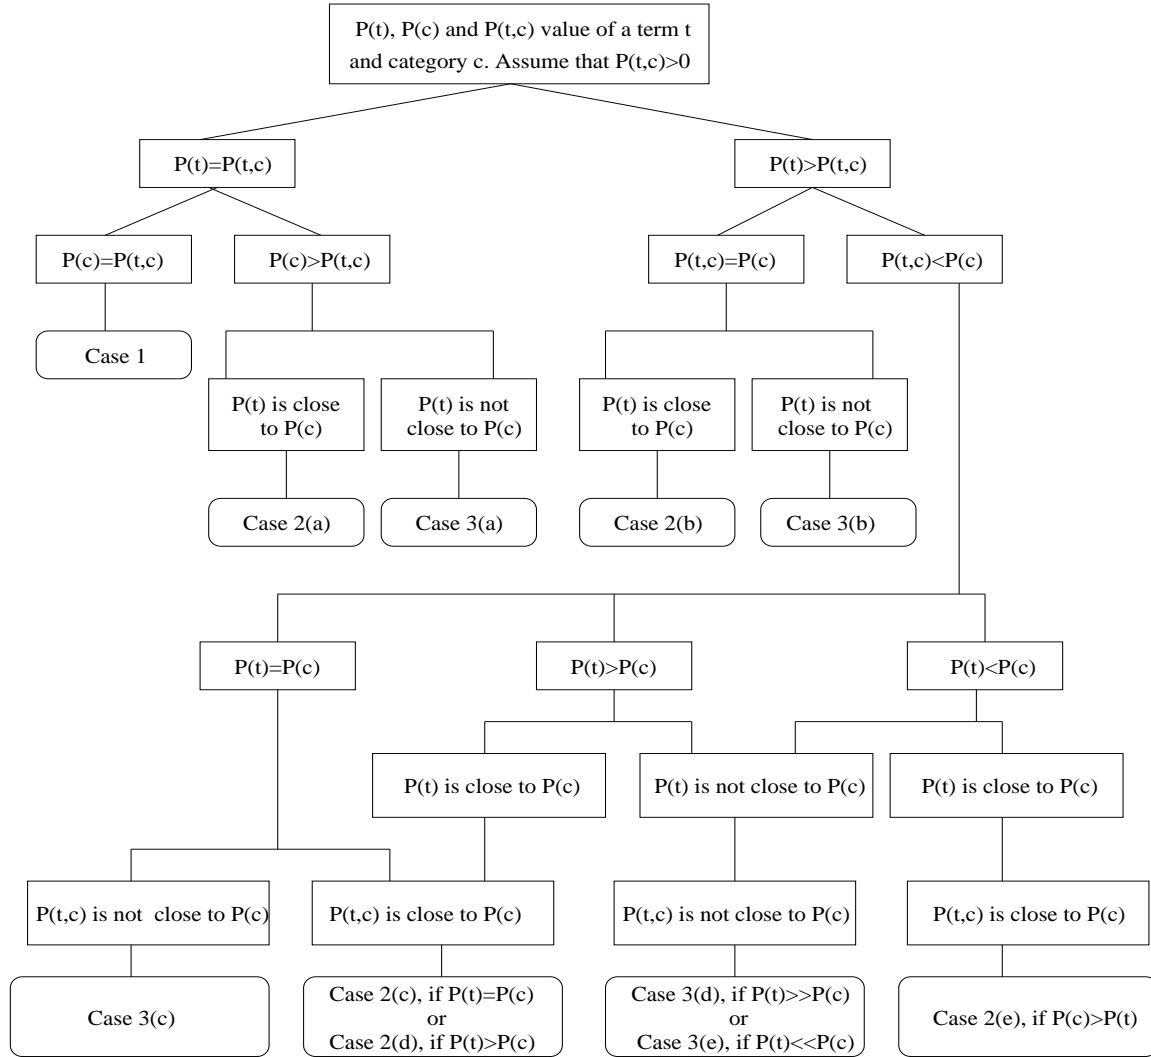 P(t), P(c) and P(t,c) value of a term t
and category c. Assume that P(t,c)>0
P(t)=P(t,c)
P(t)>P(t,c)
P(c)=P(t,c)
P(c)>P(t,c)
P(t,c)=P(c)
P(t,c)<P(c)
Case 1
P(t) is close
to P(c)
P(t) is not
close to P(c)
P(t) is close
to P(c)
P(t) is not
close to P(c)
Case 2(a)
Case 3(a)
Case 2(b)
Case 3(b)
P(t)=P(c)
P(t)>P(c)
P(t)<P(c)
P(t) is close to P(c)
P(t) is not close to P(c)
P(t) is close to P(c)
P(t,c) is not close to P(c)
P(t,c) is close to P(c)
P(t,c) is not close to P(c)
P(t,c) is close to P(c)
Case 3(c)
Case 2(c), if P(t)=P(c)
or
Case 2(d), if P(t)>P(c)
Case 3(d), if P(t)>>P(c)
or
Case 3(e), if P(t)<<P(c)
Case 2(e), if P(c)>P(t)